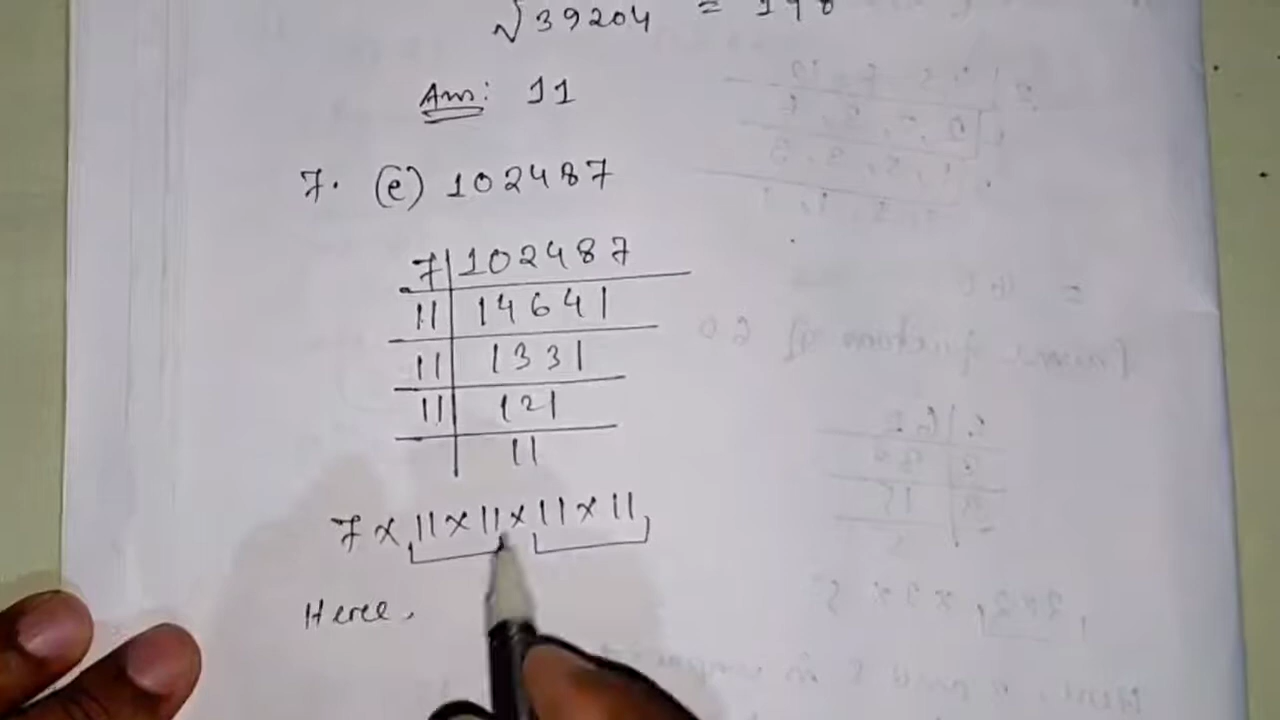 √39204 = 198
Ans: 11
7. (e) 102487
7 102487
11 14641
11 1331
11 121
11
7 × 11 × 11 × 11 × 11
Here,